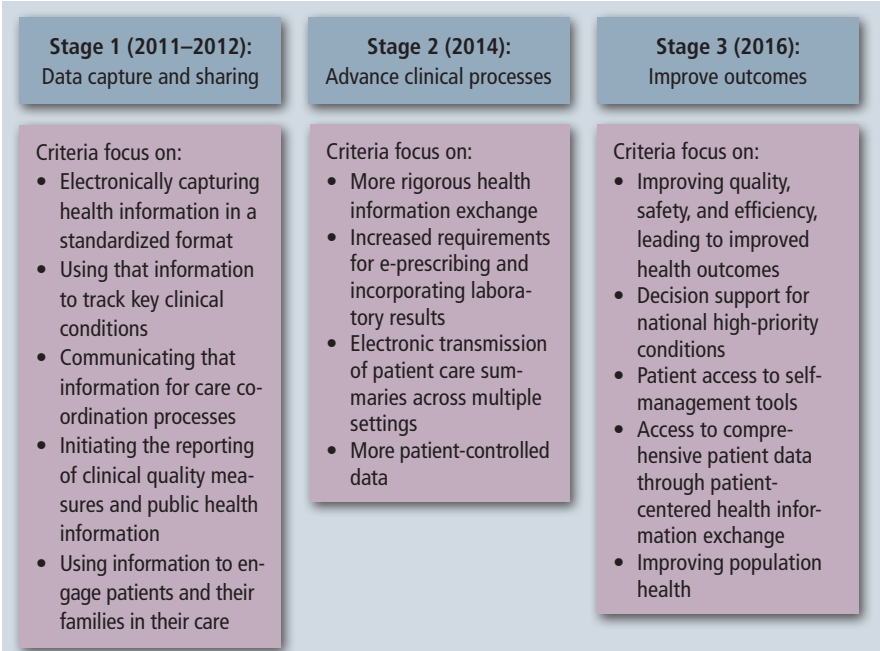 Stage 1 (2011–2012):
Data capture and sharing
Criteria focus on:
• Electronically capturing
health information in a
standardized format
• Using that information
to track key clinical
conditions
• Communicating that
information for care co-
ordination processes
• Initiating the reporting
of clinical quality mea-
sures and public health
information
• Using information to en-
gage patients and their
families in their care
Stage 2 (2014):
Advance clinical processes
Criteria focus on:
• More rigorous health
information exchange
• Increased requirements
for e-prescribing and
incorporating labora-
tory results
• Electronic transmission
of patient care sum-
maries across multiple
settings
• More patient-controlled
data
Stage 3 (2016):
Improve outcomes
Criteria focus on:
• Improving quality,
safety, and efficiency,
leading to improved
health outcomes
• Decision support for
national high-priority
conditions
• Patient access to self-
management tools
• Access to compre-
hensive patient data
through patient-
centered health infor-
mation exchange
• Improving population
health